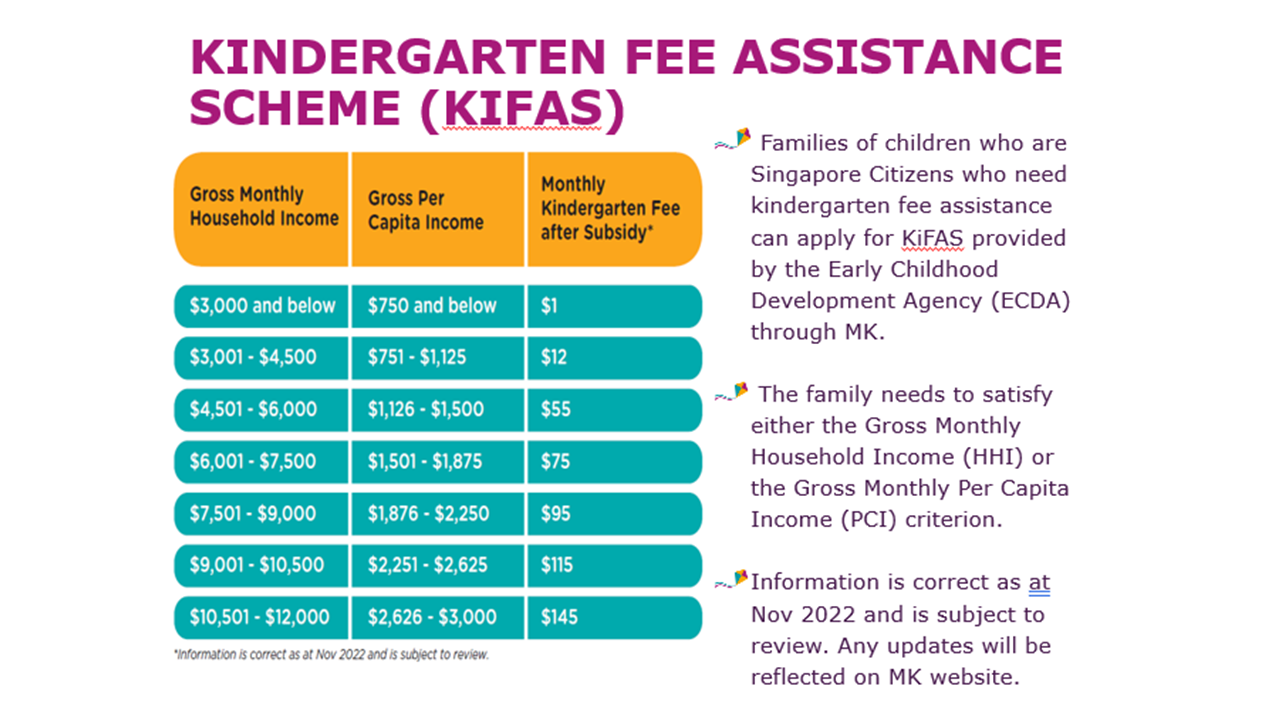 KINDERGARTEN FEE ASSISTANCE
SCHEME (KIFAS)
Gross Monthly
Household Income
Gross Per
Capita Income
Monthly
Kindergarten Fee
after Subsidy*
$3,000 and below $750 and below $1
$3,001 - $4,500 $751 - $1,125 $12
$4,501 - $6,000 $1,126 - $1,500 $55
$6,001 - $7,500 $1,501 - $1,875 $75
$7,501 - $9,000 $1,876 - $2,250 $95
$9,001 - $10,500 $2,251 - $2,625 $115
$10,501 - $12,000 $2,626 - $3,000 $145
*Information is correct as at Nov 2022 and is subject to review.
Families of children who are
Singapore Citizens who need
kindergarten fee assistance
can apply for KiFAS provided
by the Early Childhood
Development Agency (ECDA)
through MK.
The family needs to satisfy
either the Gross Monthly
Household Income (HHI) or
the Gross Monthly Per Capita
Income (PCI) criterion.
Information is correct as at
Nov 2022 and is subject to
review. Any updates will be
reflected on MK website.